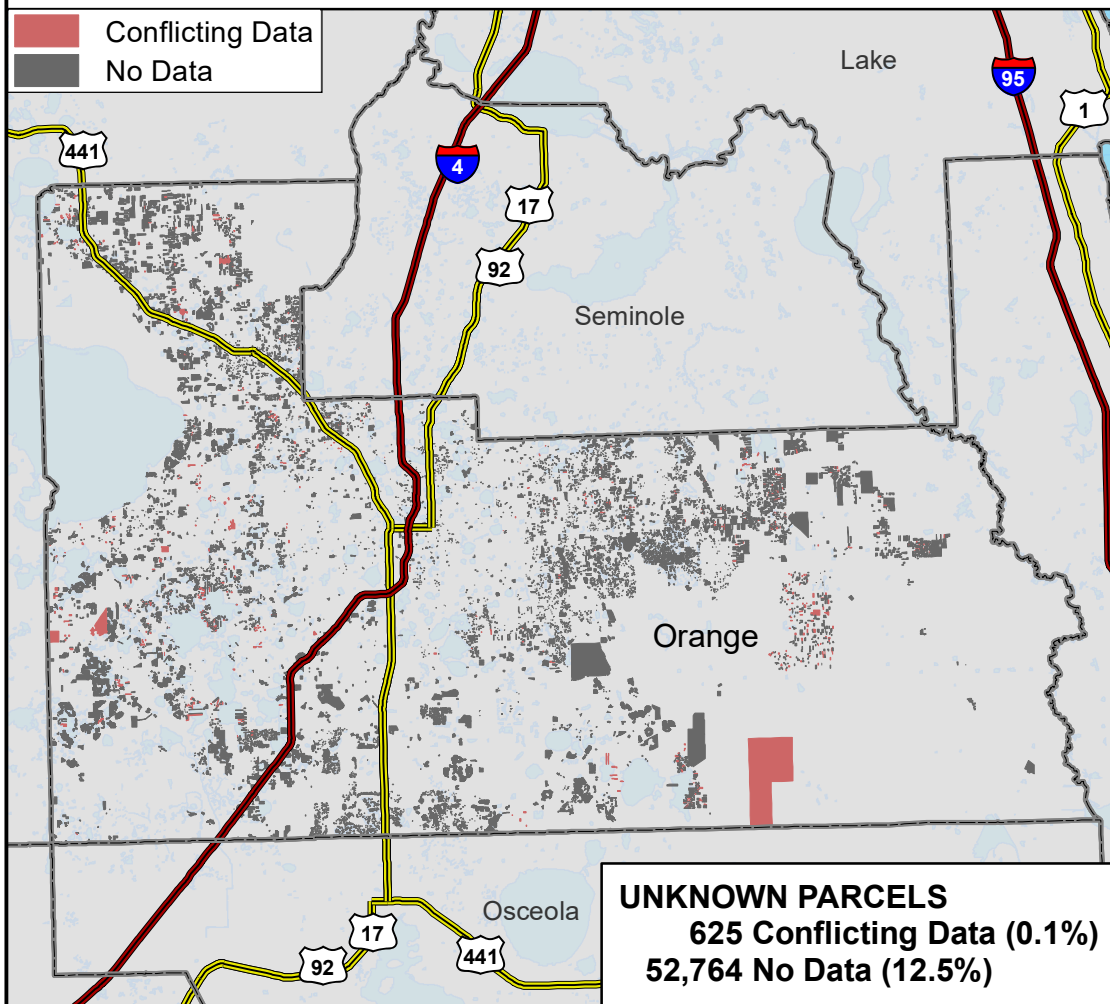 Conflicting Data
No Data
Lake
95
1
441
4
17
92
Seminole
Orange
Osceola
17
441
92
UNKNOWN PARCELS
625 Conflicting Data (0.1%)
52,764 No Data (12.5%)